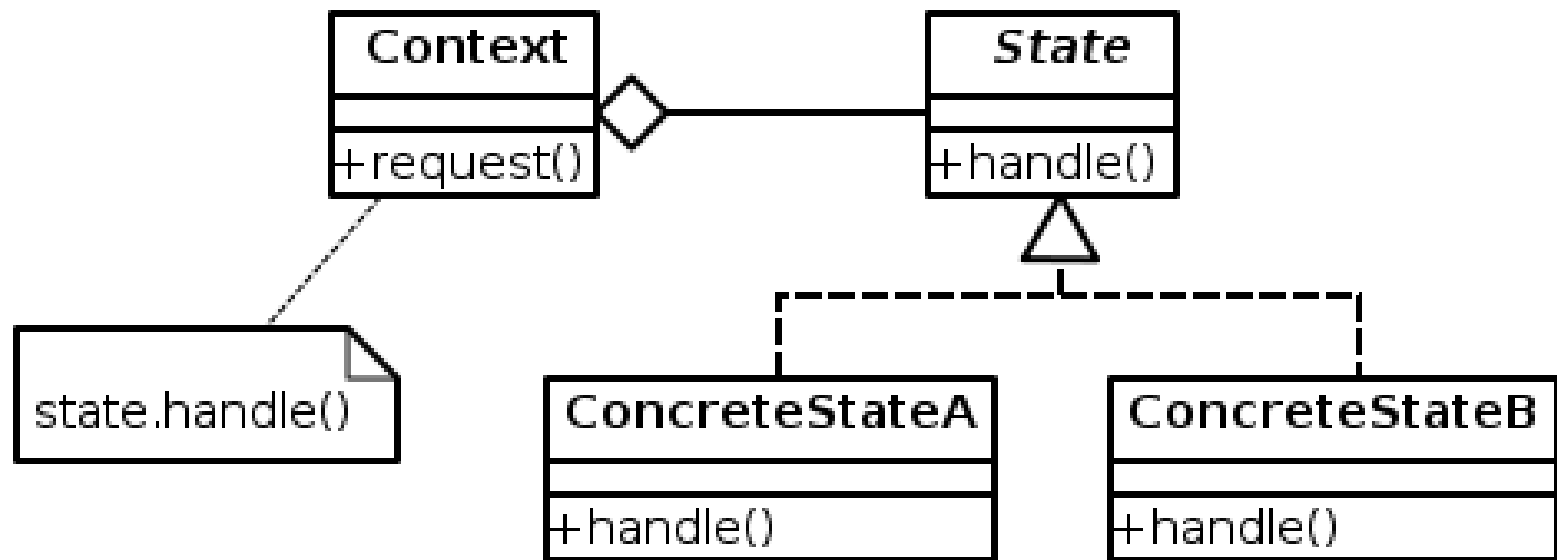 Context
+request()
State
+handle()
state.handle()
ConcreteStateA
+handle()
ConcreteStateB
+handle()